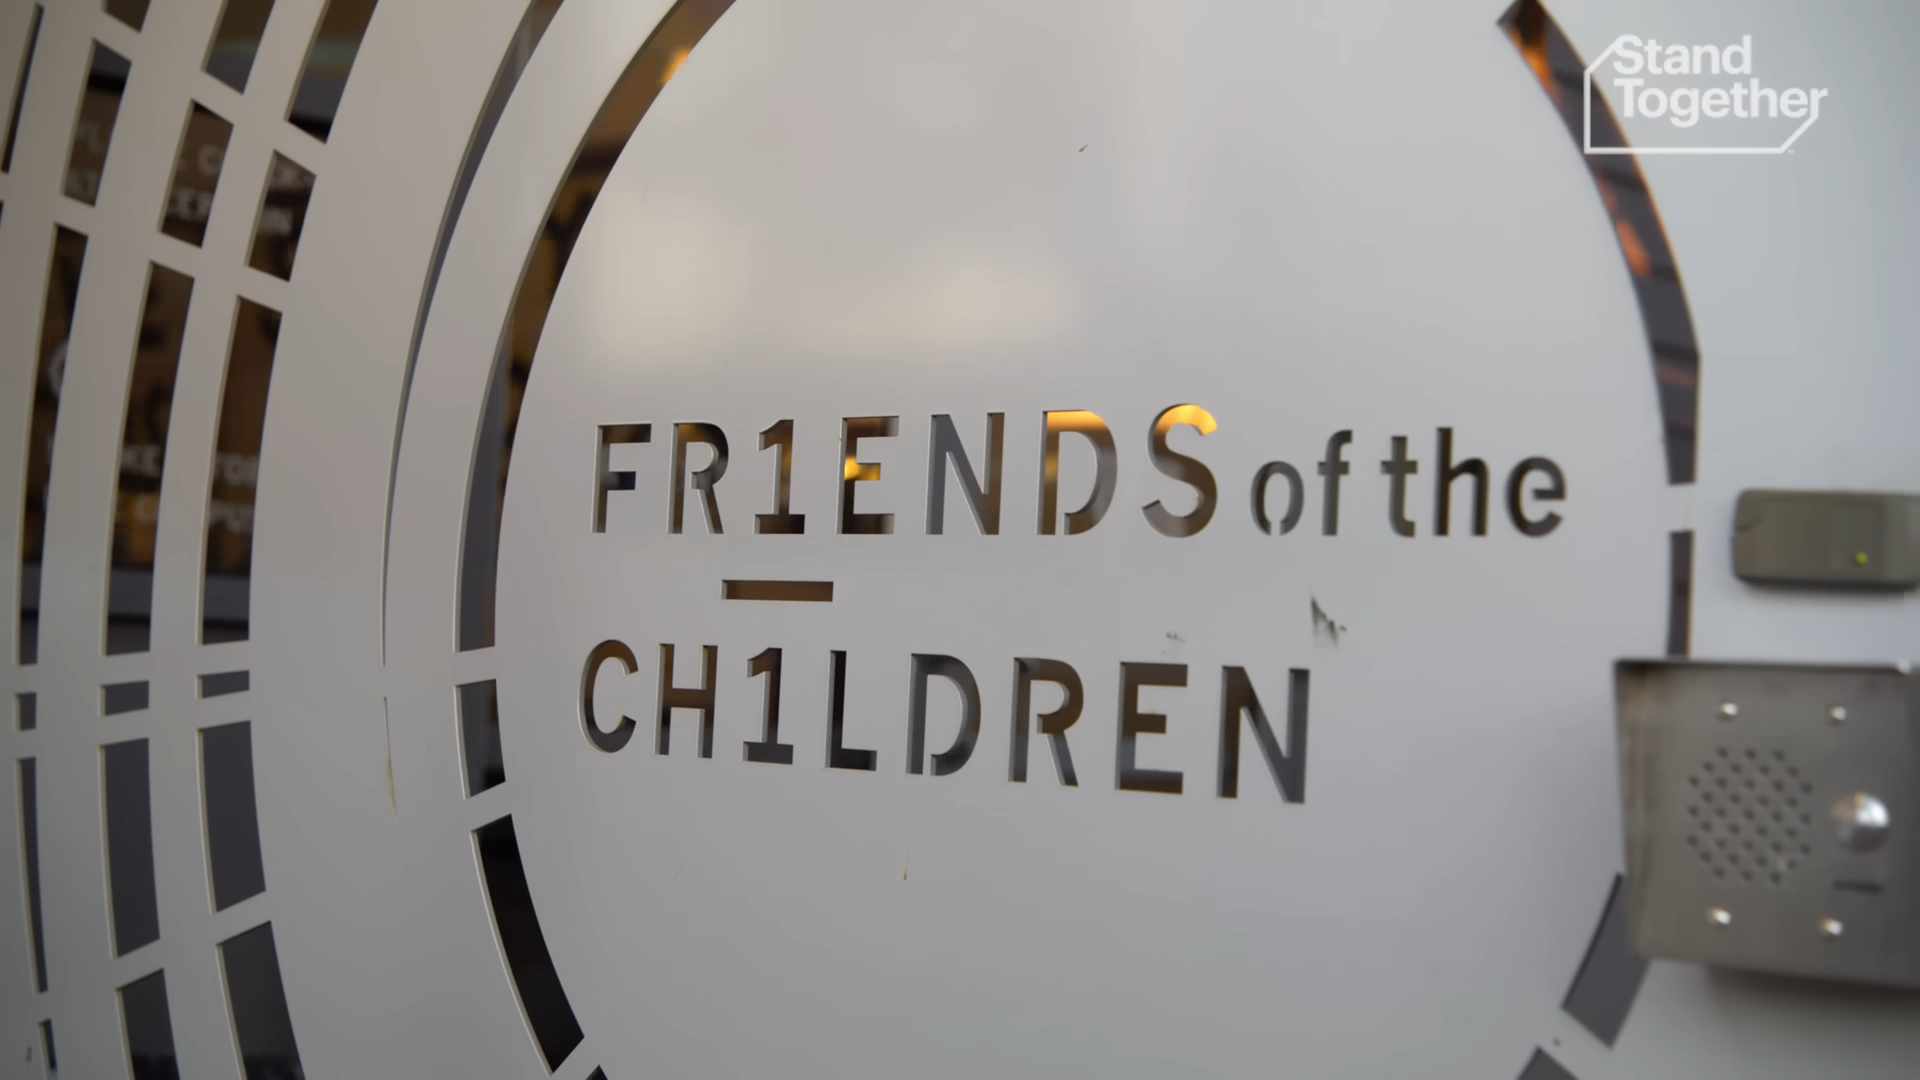 Stand
Together
FR1ENDS of the
CH1LDREN